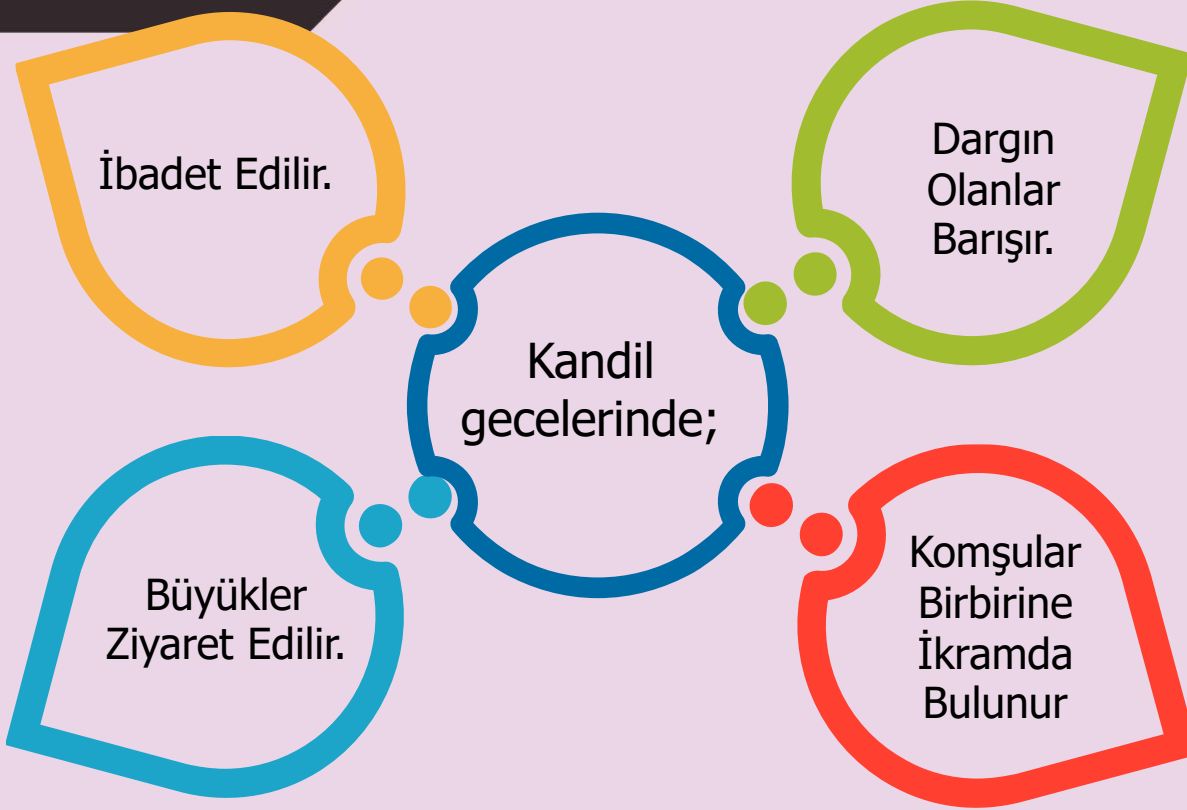 İbadet Edilir.
Dargın
Olanlar
Barışır.
Kandil
gecelerinde;
Büyükler
Ziyaret Edilir.
Komşular
Birbirine
İkramda
Bulunur